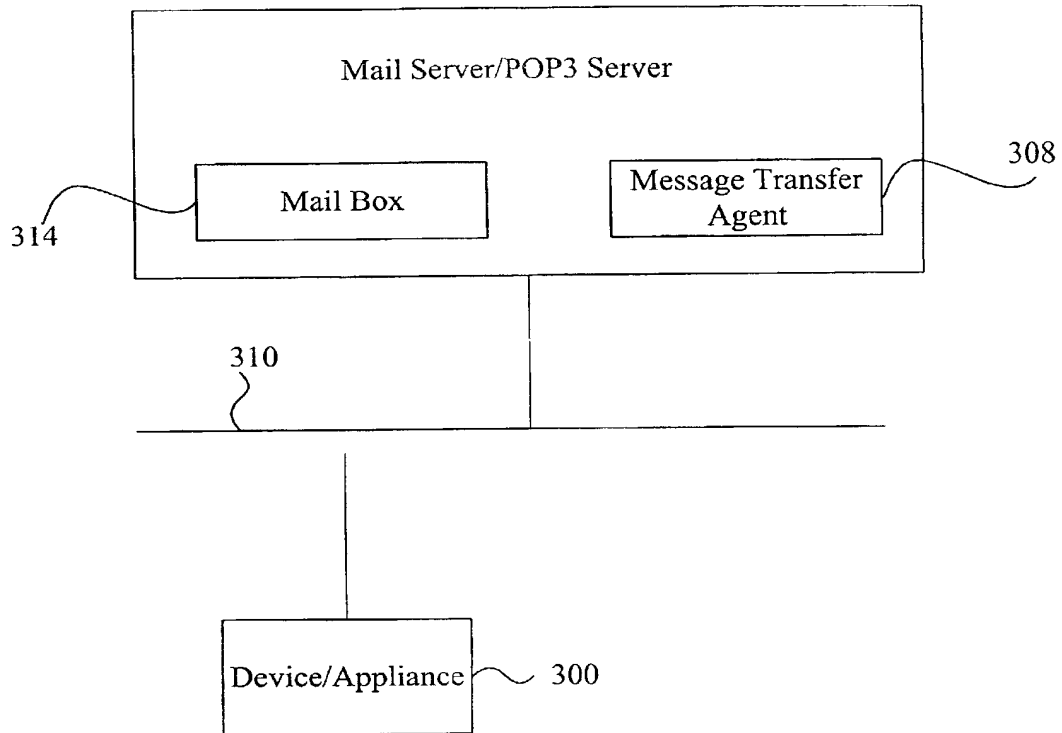 Mail Server/POP3 Server
308
Mail Box
Message Transfer
Agent
314
310
Device/Appliance
300